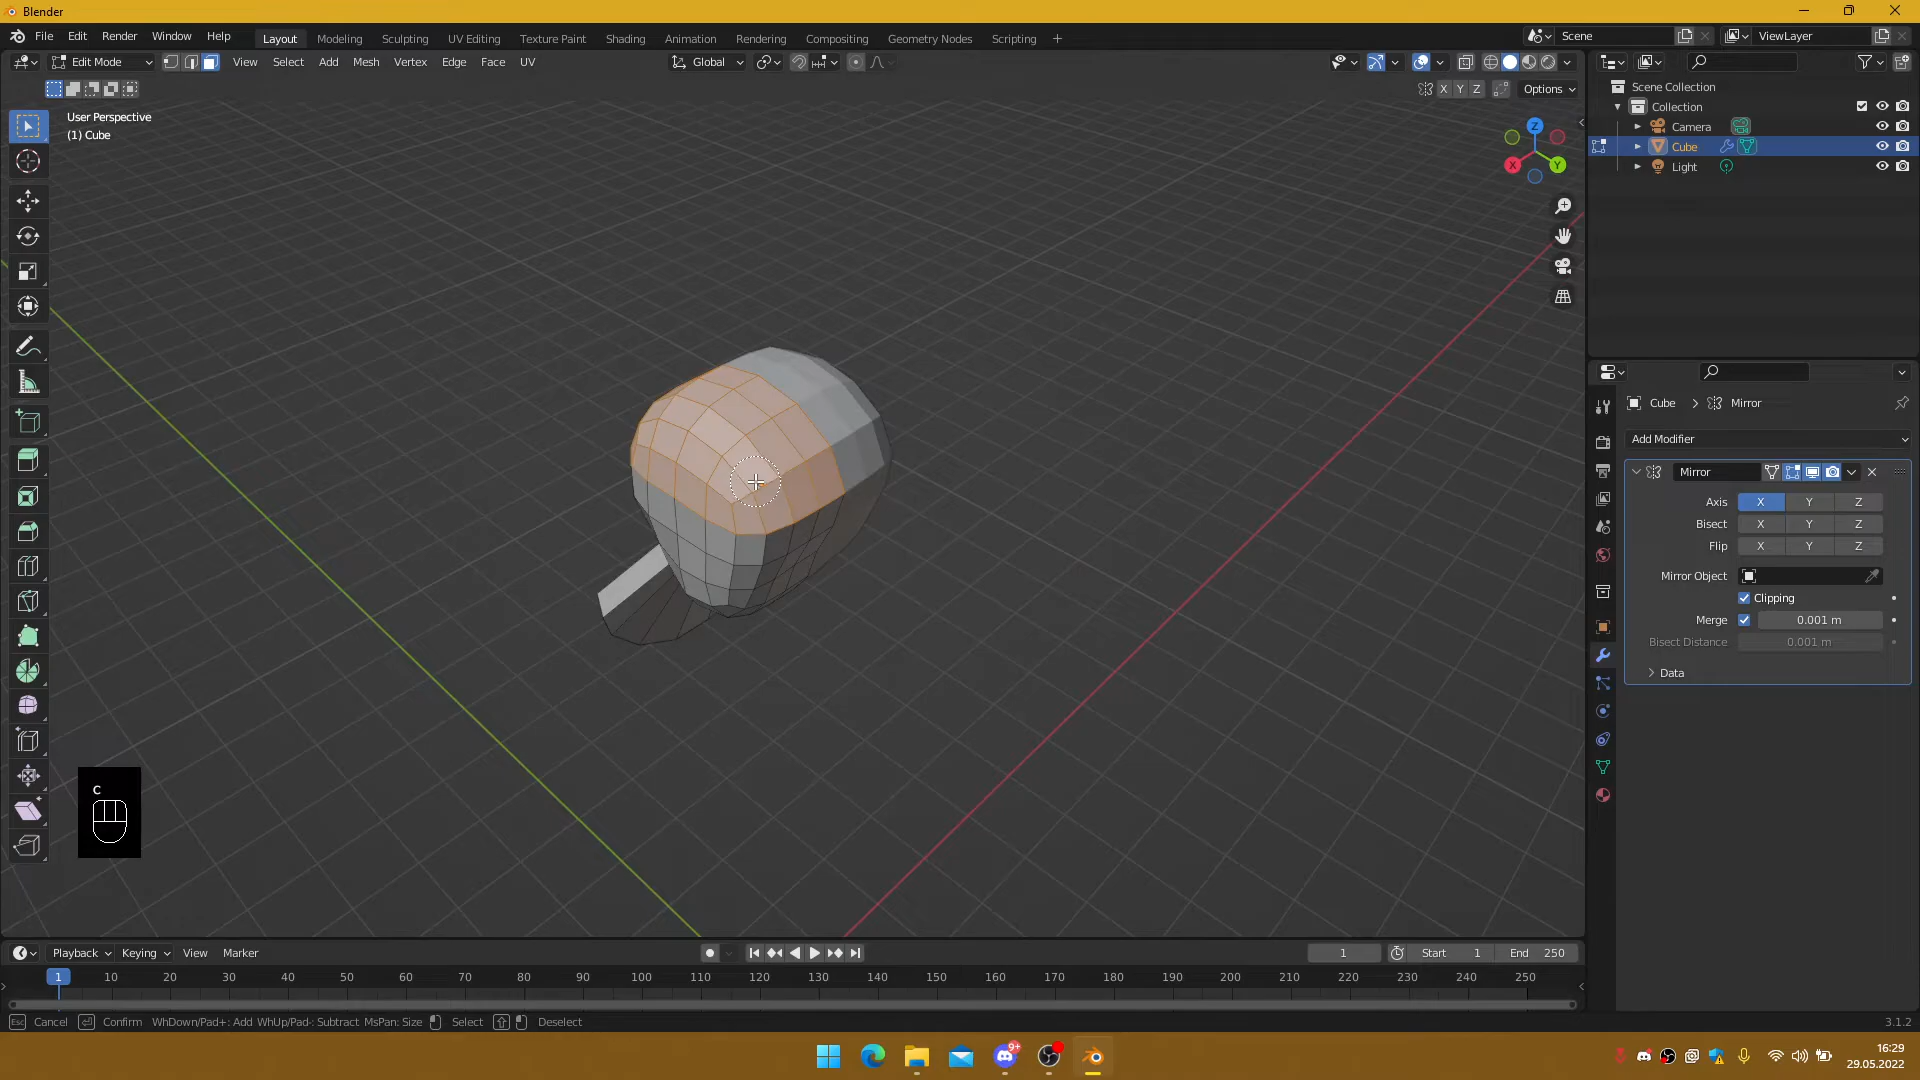 Blender
File Edit Render Window Help Layout Modeling Sculpting UV Editing Texture Paint Shading Animation Rendering Compositing Geometry Nodes Scripting + Scene ViewLayer
Edit Mode View Select Add Mesh Vertex Edge Face UV Global
X Y Z Options
User Perspective
(1) Cube
Z
X Y
C
Scene Collection
Collection
Camera
Cube
Light
Cube > Mirror
Add Modifier
Mirror
Axis X Y Z
Bisect X Y Z
Flip X Y Z
Mirror Object
Clipping
Merge 0.001 m
Bisect Distance 0.001 m
Data
Playback Keying View Marker 1 Start 1 End 250
1 10 20 30 40 50 60 70 80 90 100 110 120 130 140 150 160 170 180 190 200 210 220 230 240 250
Esc Cancel Confirm WhDown/Pad+: Add WhUp/Pad-: Subtract MsPan: Size Select Deselect 3.1.2
9+
16:29
29.05.2022